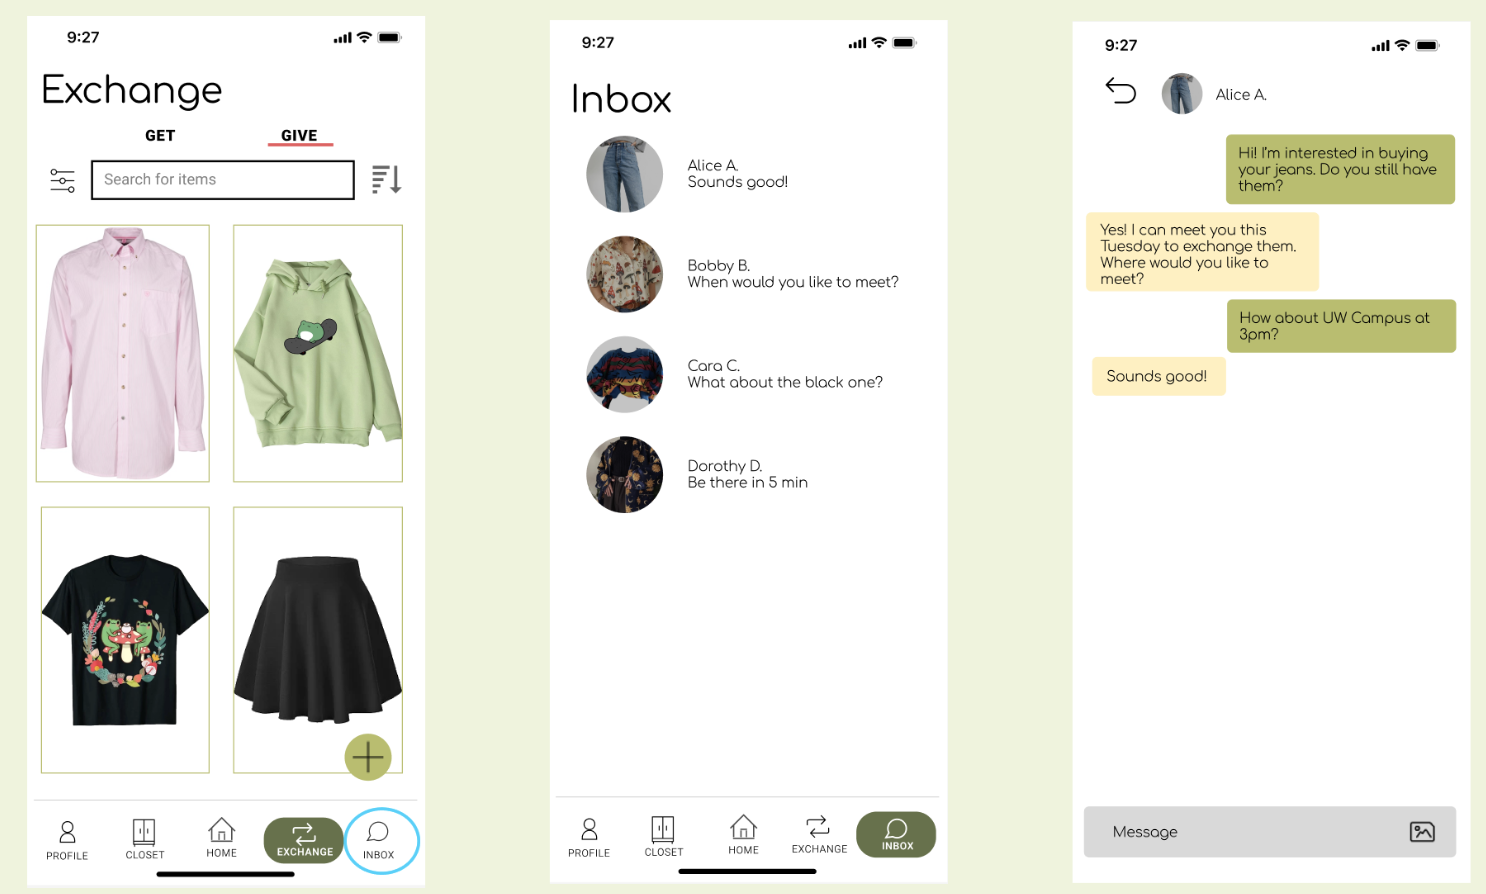 9:27
Exchange
GET
GIVE
Search for items
PROFILE
CLOSET
HOME
EXCHANGE
INBOX
9:27
Inbox
Alice A.
Sounds good!
Bobby B.
When would you like to meet?
Cara C.
What about the black one?
Dorothy D.
Be there in 5 min
PROFILE
CLOSET
HOME
EXCHANGE
INBOX
9:27
Alice A.
Hi! I'm interested in buying
your jeans. Do you still have
them?
Yes! I can meet you this
Tuesday to exchange them.
Where would you like to
meet?
How about UW Campus at
3pm?
Sounds good!
Message